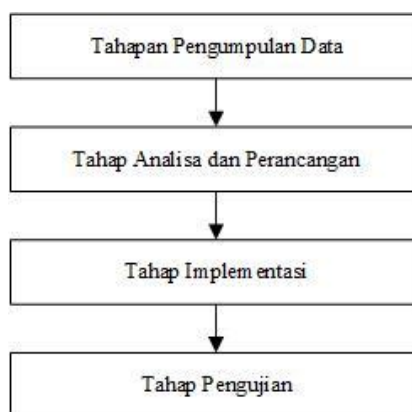 Tahapan Pengumpulan Data
Tahap Analisa dan Perancangan
Tahap Implementasi
Tahap Pengujian